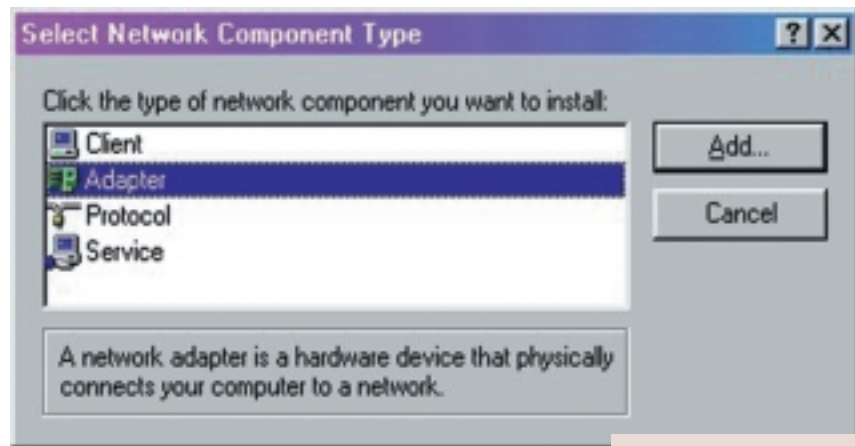 Select Network Component Type
Click the type of network component you want to install:
Client
Adapter
Protocol
Service
Add...
Cancel
A network adapter is a hardware device that physically
connects your computer to a network.